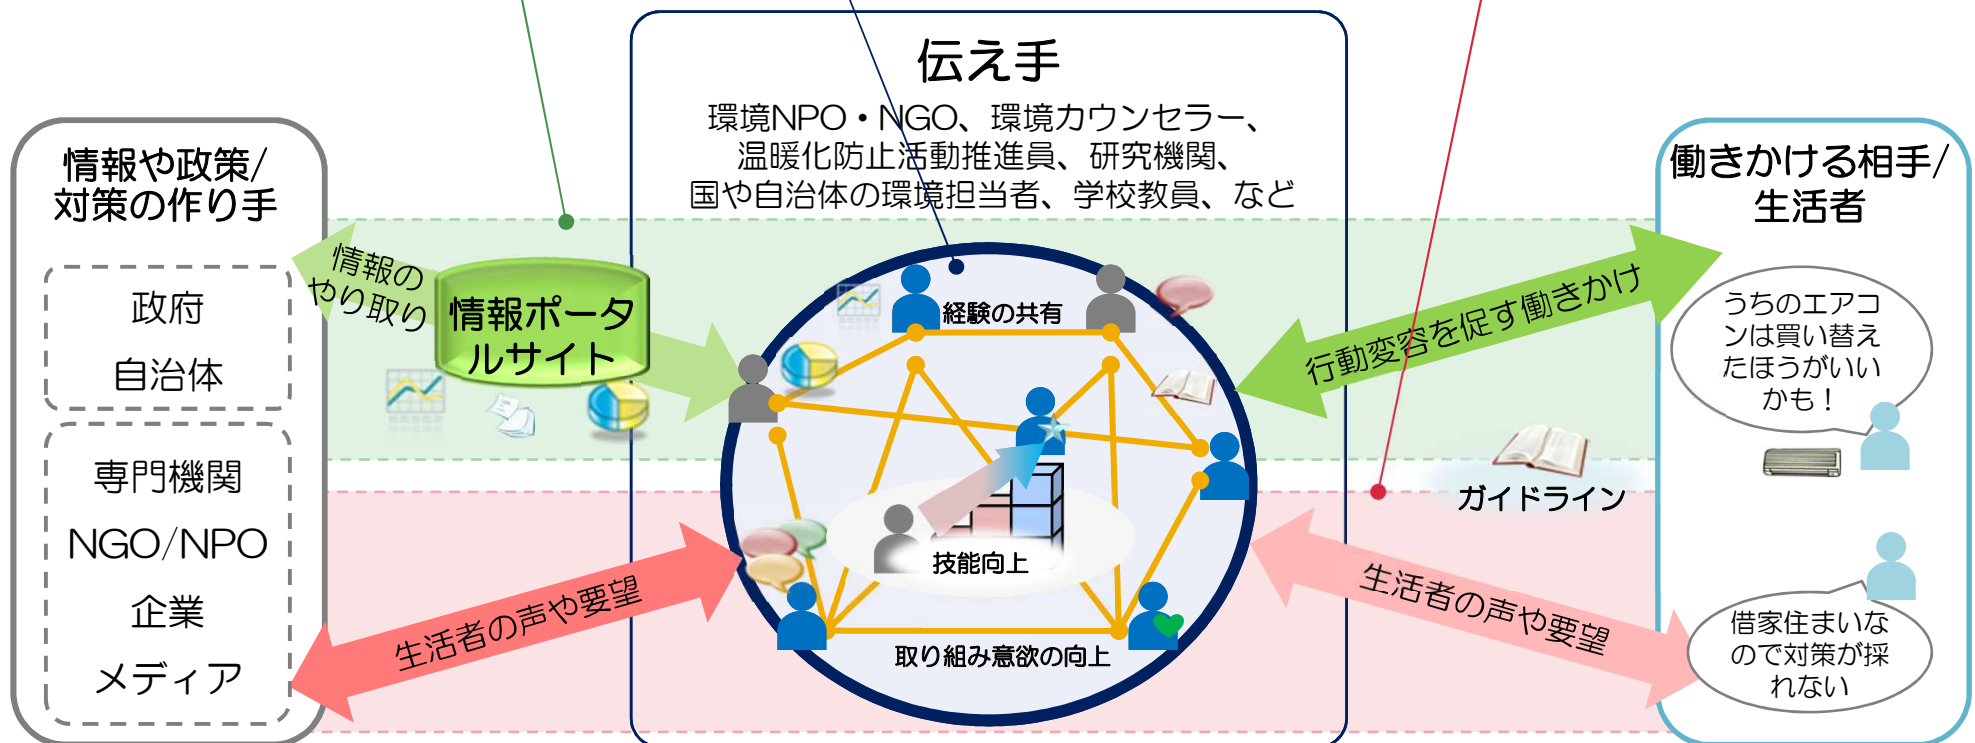 情報や政策/
対策の作り手
政府
自治体
専門機関
NGO/NPO
企業
メディア
情報の
やり取り
情報ポータ
ルサイト
生活者の声や要望
伝え手
環境NPO・NGO、環境カウンセラー、
温暖化防止活動推進員、研究機関、
国や自治体の環境担当者、学校教員、など
経験の共有
技能向上
取り組み意欲の向上
行動変容を促す働きかけ
ガイドライン
生活者の声や要望
働きかける相手/
生活者
うちのエアコ
ンは買い替え
たほうがいい
かも！
借家住まいな
ので対策が採
れない